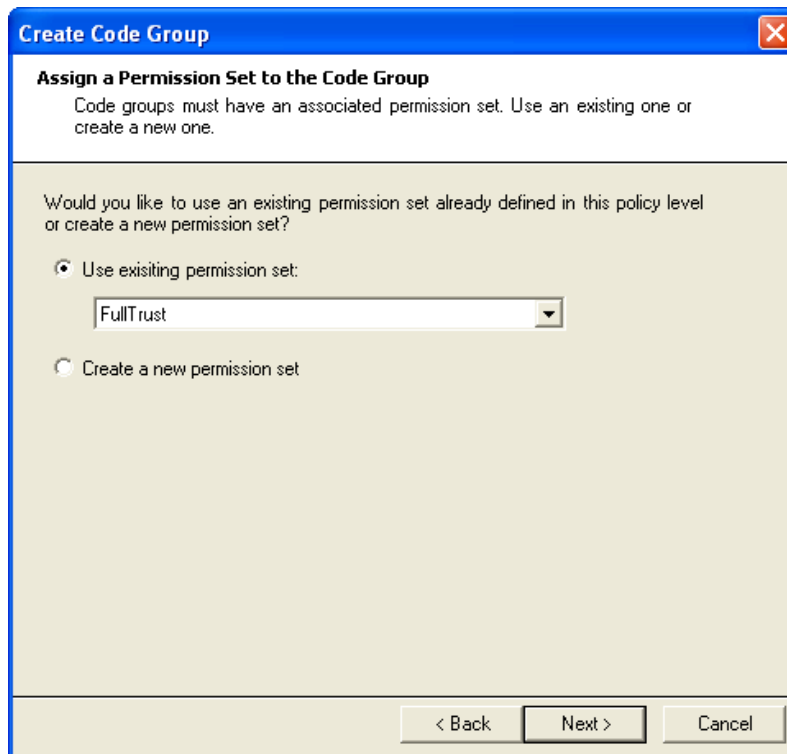 Create Code Group
Assign a Permission Set to the Code Group
Code groups must have an associated permission set. Use an existing one or
create a new one.
Would you like to use an existing permission set already defined in this policy level
or create a new permission set?
Use exisiting permission set:
FullTrust
Create a new permission set
< Back
Next >
Cancel